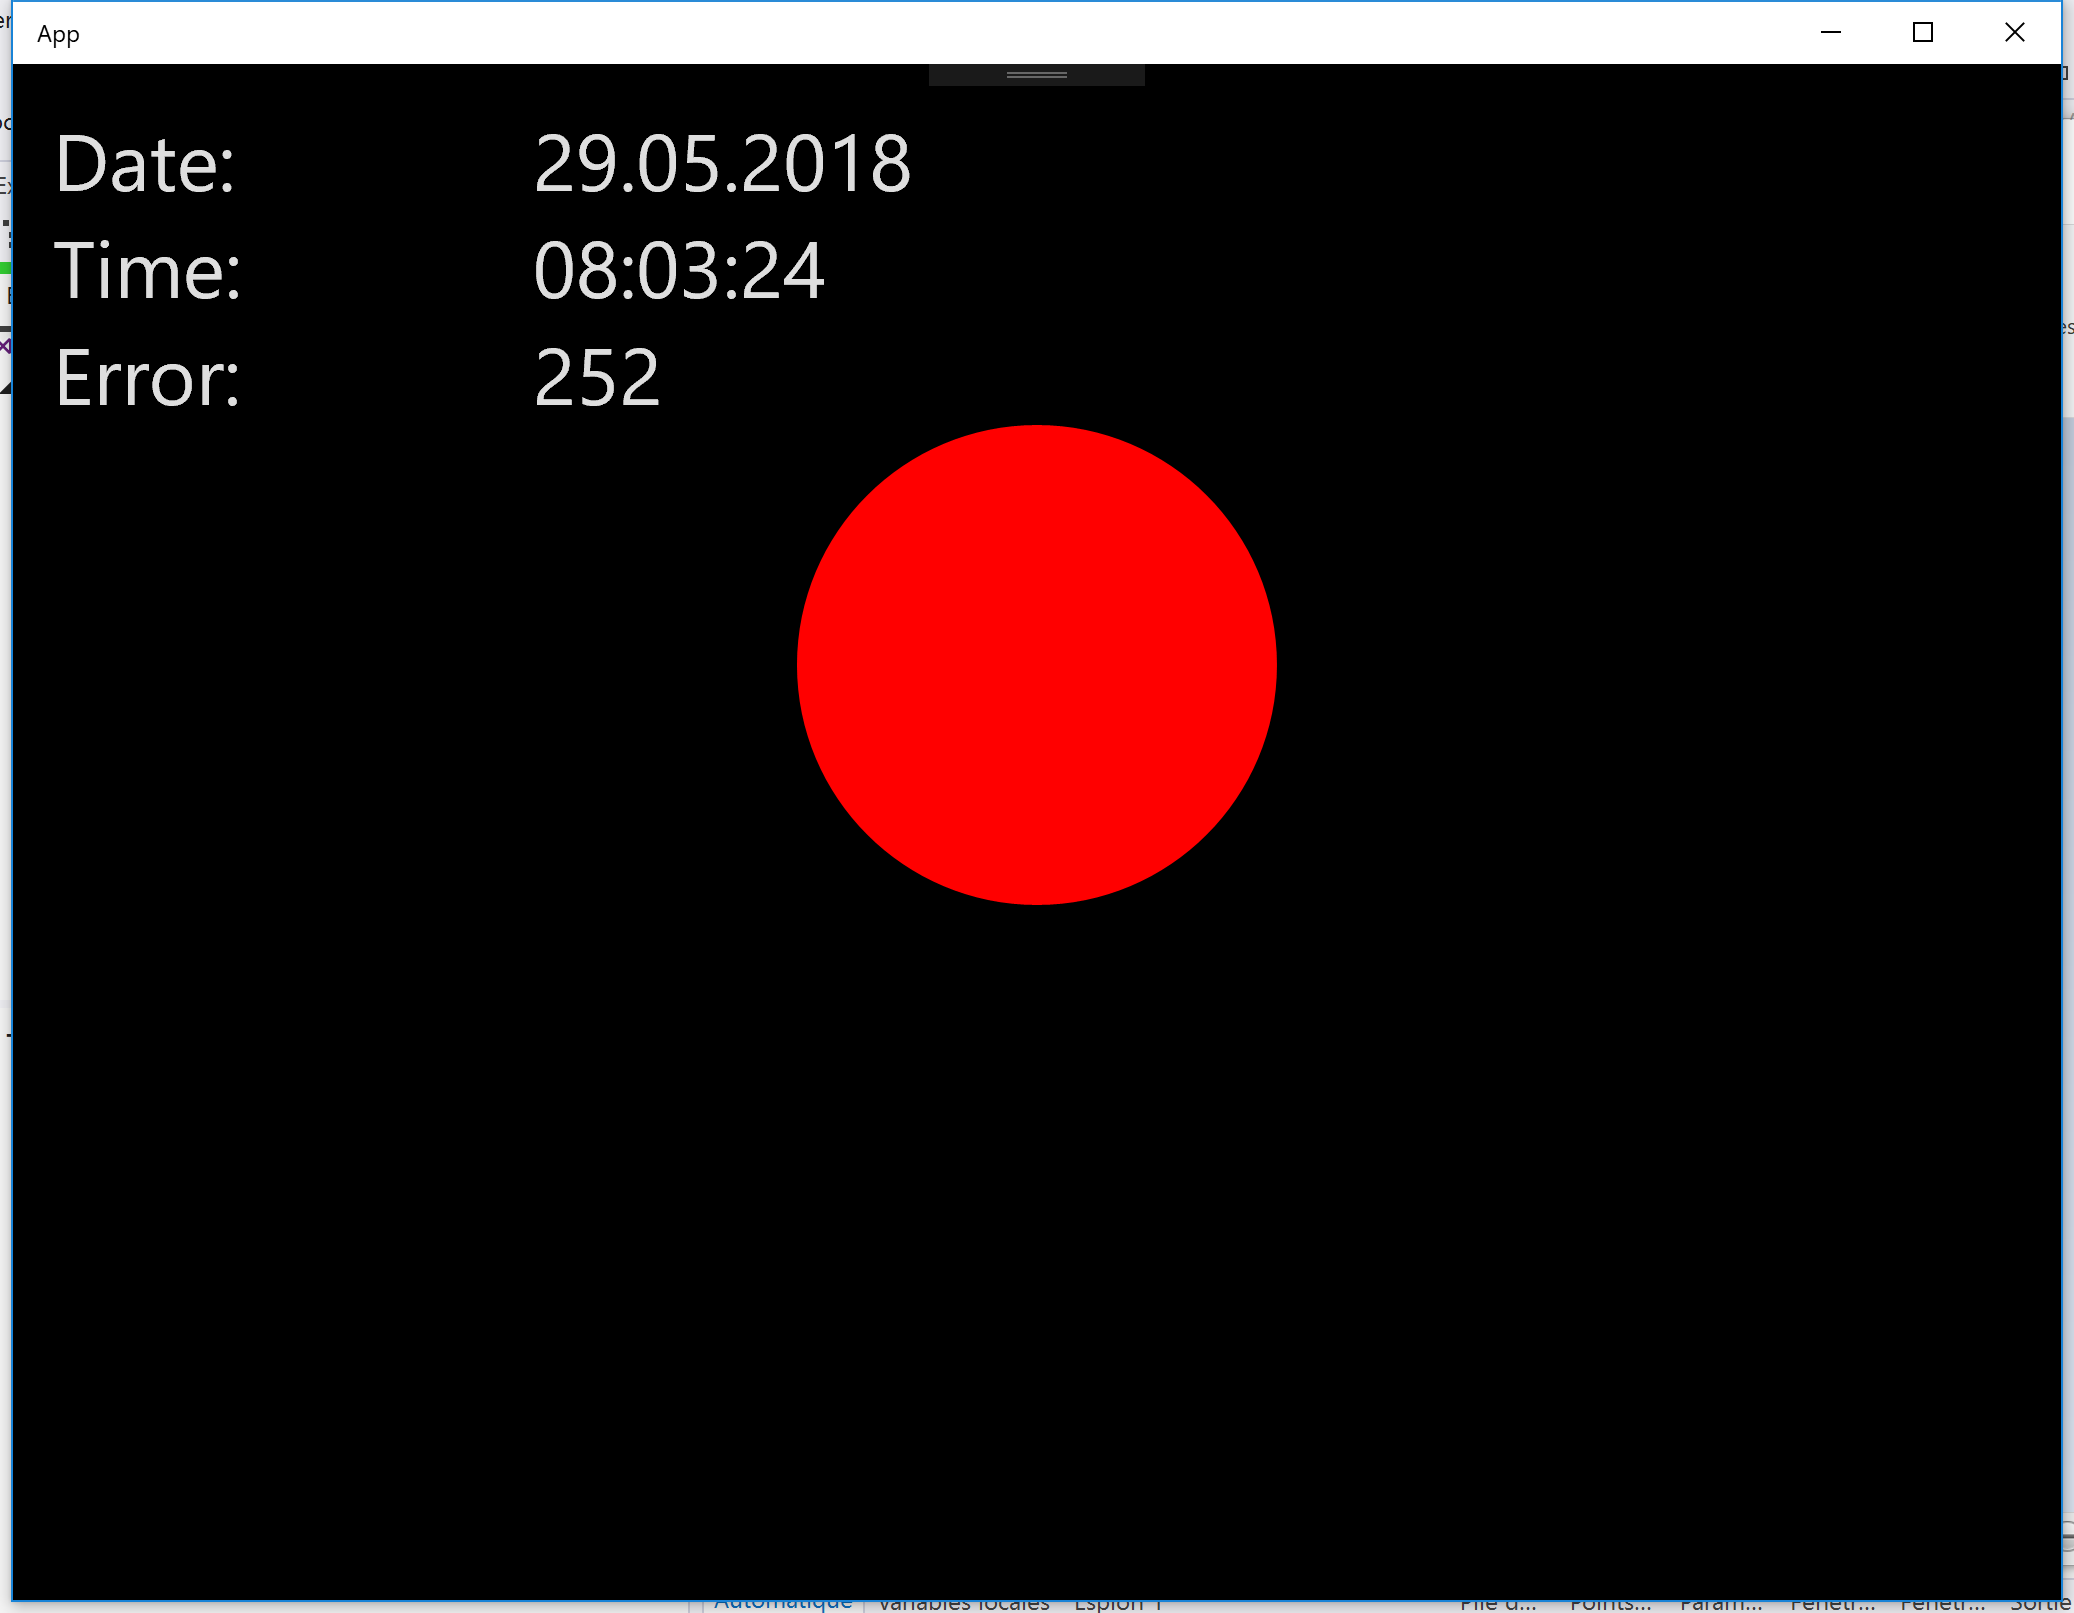 App
Date: 29.05.2018
Time: 08:03:24
Error: 252
Automatique Variables locales Espion 1 Pile d... Points... Param... Fenêtr... Fenêtr... Sortie